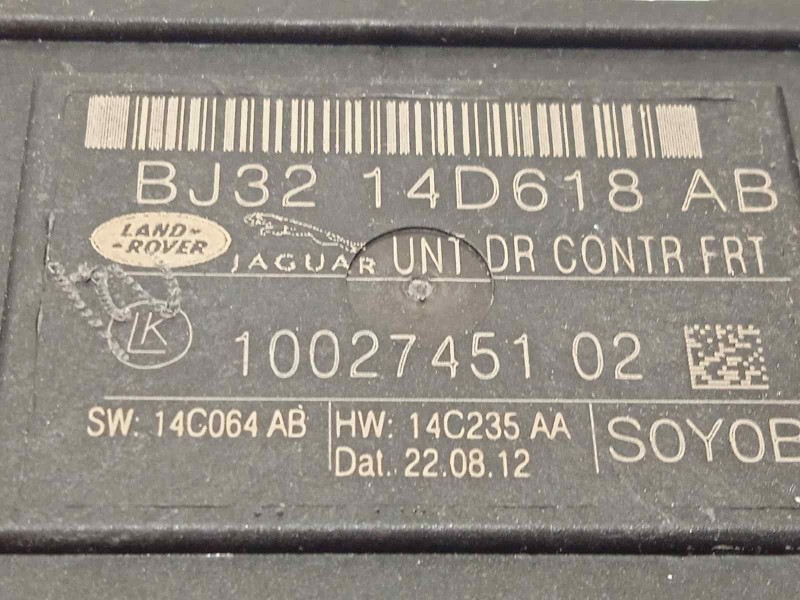 BJ32 14D618 AB
LAND-
-ROVER
JAGUAR UNT DR CONTR FRT
LK
10027451 02
SW: 14C064 AB
HW: 14C235 AA
Dat. 22.08.12
SOYOB